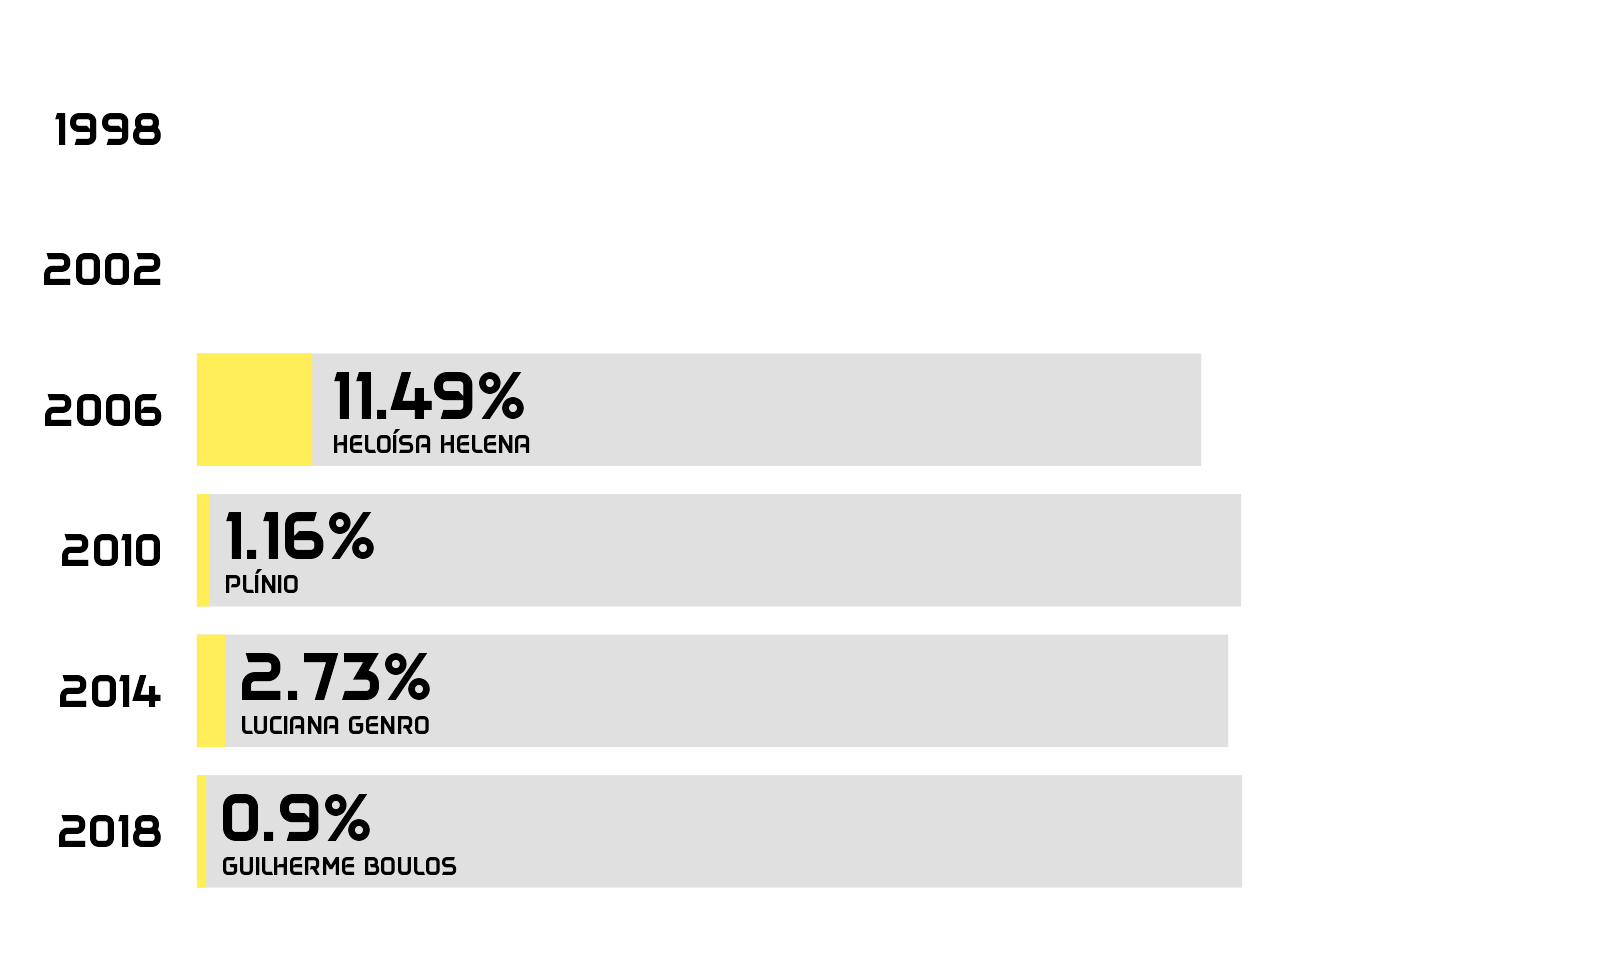 1998
2002
2006
11.49%
HELOÍSA HELENA
2010
1.16%
PLÍNIO
2014
2.73%
LUCIANA GENRO
2018
0.9%
GUILHERME BOULOS